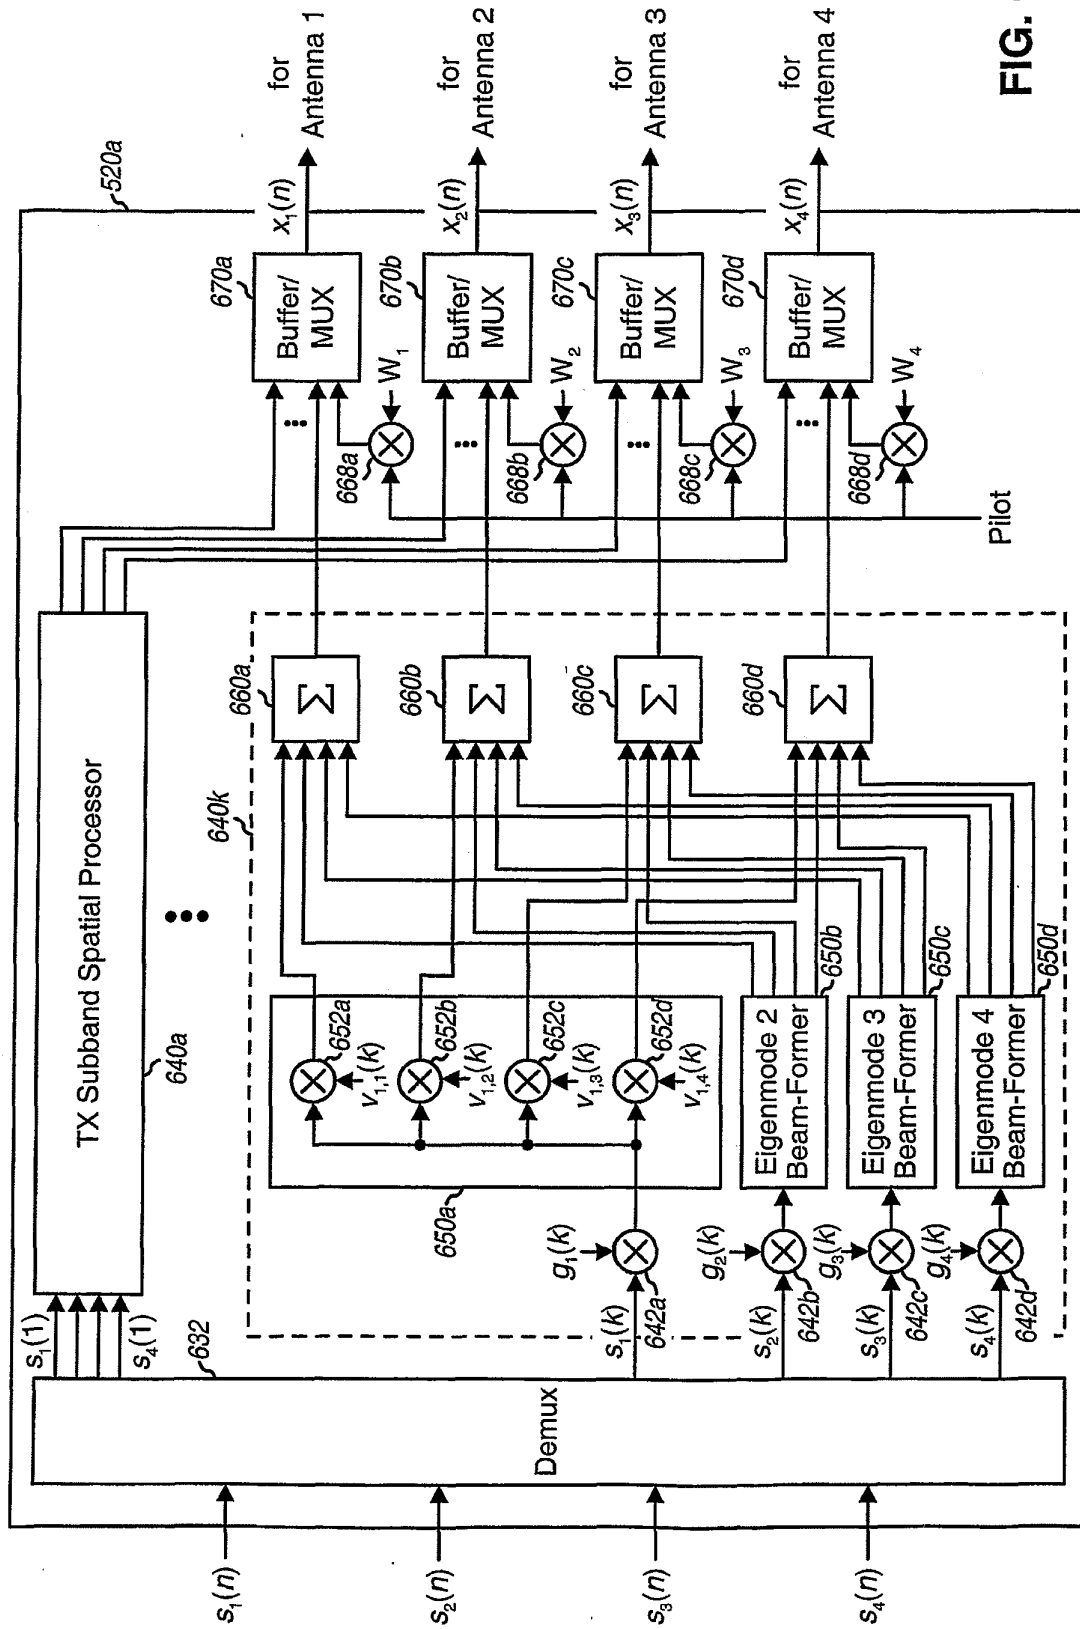 520a
s₁(n)
s₂(n)
s₃(n)
s₄(n)
Demux
632
s₁(1)
s₄(1)
TX Subband Spatial Processor
640a
640k
s₁(k)
g₁(k)
642a
s₂(k)
g₂(k)
642b
s₃(k)
g₃(k)
642c
s₄(k)
g₄(k)
642d
650a
652a
v₁,₁(k)
652b
v₁,₂(k)
652c
v₁,₃(k)
652d
v₁,₄(k)
Eigenmode 2
Beam-Former
650b
Eigenmode 3
Beam-Former
650c
Eigenmode 4
Beam-Former
650d
660a
Σ
660b
Σ
660c
Σ
660d
Σ
Pilot
668a
W₁
668b
W₂
668c
W₃
668d
W₄
670a
Buffer/
MUX
670b
Buffer/
MUX
670c
Buffer/
MUX
670d
Buffer/
MUX
x₁(n)
for
Antenna 1
x₂(n)
for
Antenna 2
x₃(n)
for
Antenna 3
x₄(n)
for
Antenna 4
FIG.